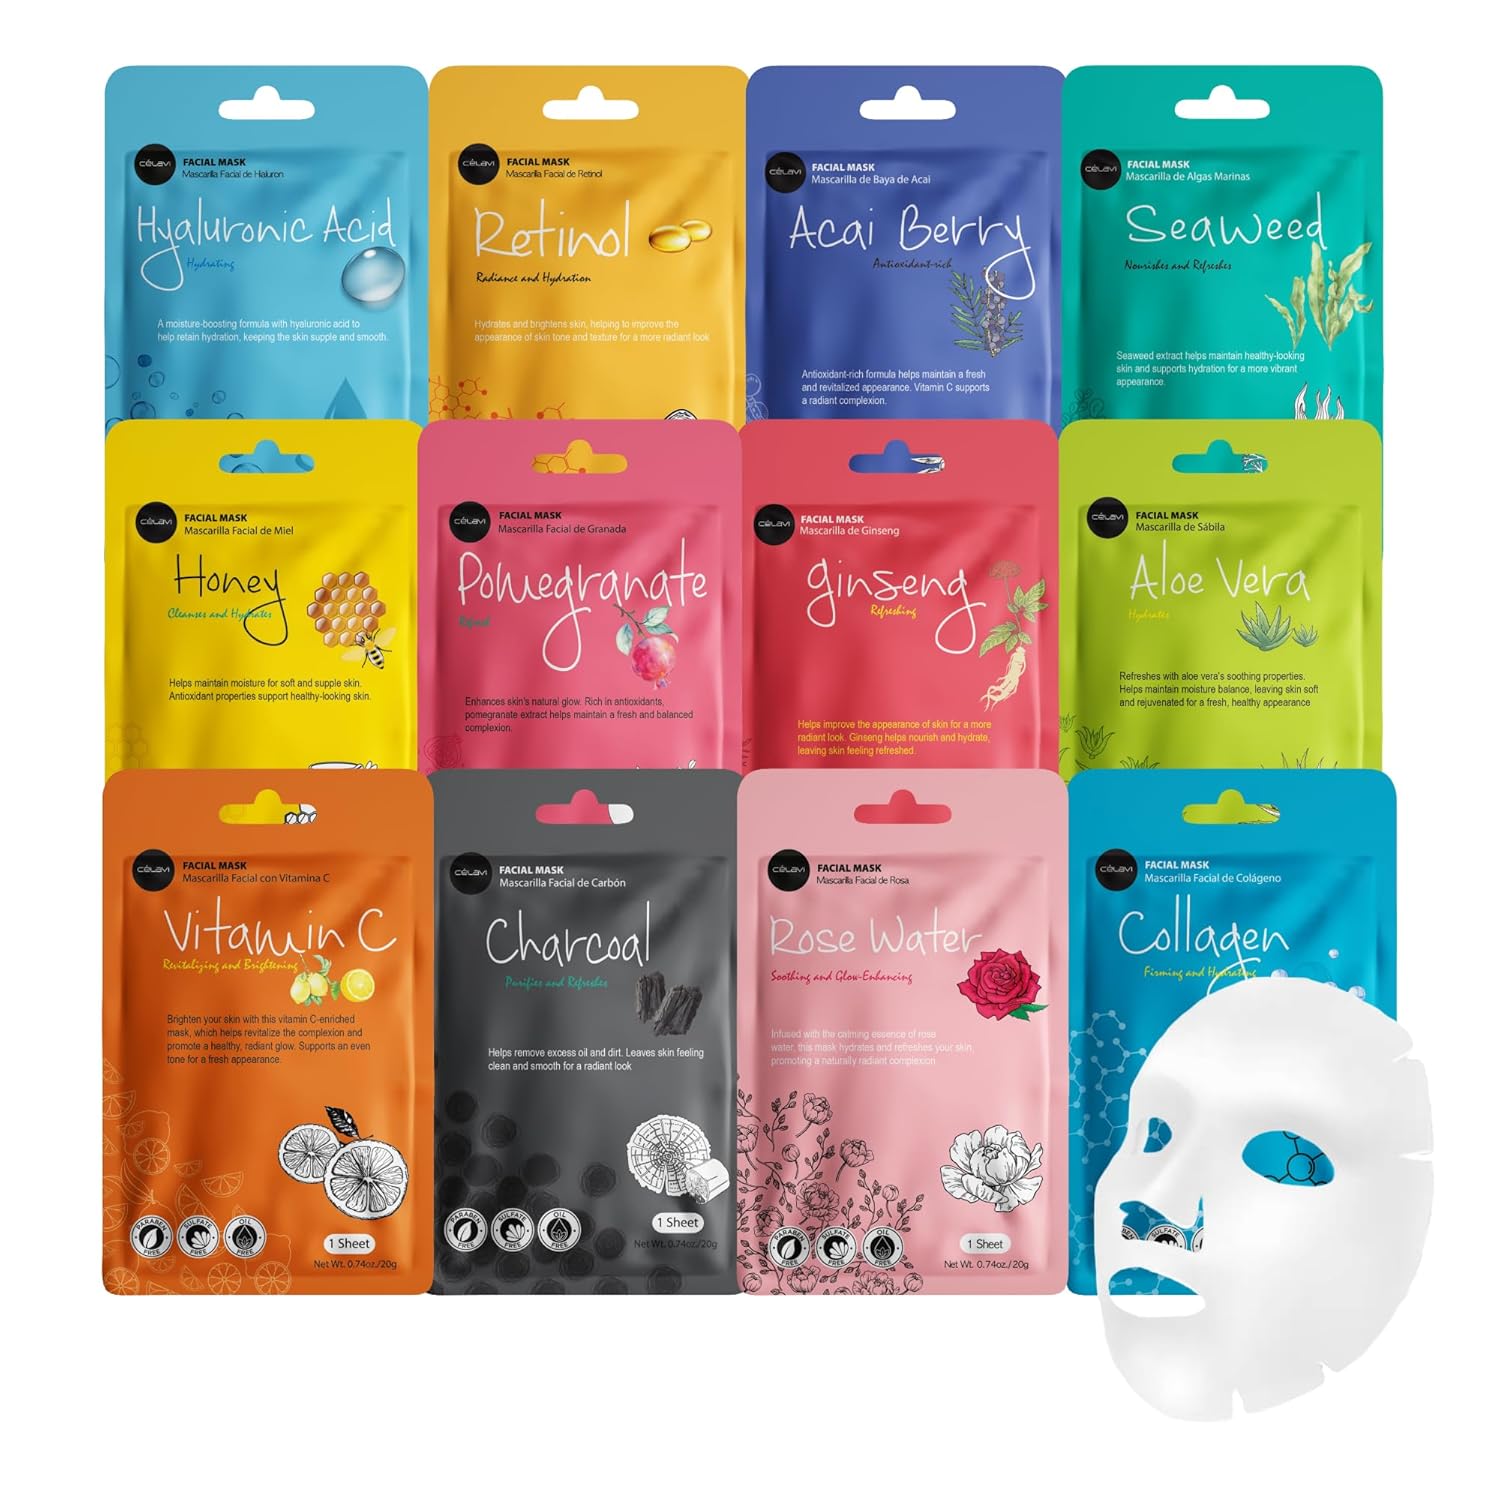 CÉLAVI
FACIAL MASK
Mascarilla Facial de Hialuron
Hyaluronic Acid
Hydrating
A moisture-boosting formula with hyaluronic acid to
help retain hydration, keeping the skin supple and smooth.
CÉLAVI
FACIAL MASK
Mascarilla Facial de Retinol
Retinol
Radiance and Hydration
Hydrates and brightens skin, helping to improve the
appearance of skin tone and texture for a more radiant look
CÉLAVI
FACIAL MASK
Mascarilla de Baya de Acai
Acai Berry
Antioxidant-rich
Antioxidant-rich formula helps maintain a fresh
and revitalized appearance. Vitamin C supports
a radiant complexion.
CÉLAVI
FACIAL MASK
Mascarilla de Algas Marinas
Seaweed
Nourishes and Refreshes
Seaweed extract helps maintain healthy-looking
skin and supports hydration for a more vibrant
appearance.
CÉLAVI
FACIAL MASK
Mascarilla Facial de Miel
Honey
Cleanses and Hydrates
Helps maintain moisture for soft and supple skin.
Antioxidant properties support healthy-looking skin.
CÉLAVI
FACIAL MASK
Mascarilla Facial de Granada
Pomegranate
Enhances skin's natural glow. Rich in antioxidants,
pomegranate extract helps maintain a fresh and balanced
complexion.
CÉLAVI
FACIAL MASK
Mascarilla de Ginseng
ginseng
Refreshing
Helps improve the appearance of skin for a more
radiant look. Ginseng helps nourish and hydrate,
leaving skin feeling refreshed.
CÉLAVI
FACIAL MASK
Mascarilla de Sábila
Aloe Vera
Hydrates
Refreshes with aloe vera's soothing properties.
Helps maintain moisture balance, leaving skin soft
and rejuvenated for a fresh, healthy appearance
CÉLAVI
FACIAL MASK
Mascarilla Facial con Vitamina C
Vitamin C
Revitalizing and Brightening
Brighten your skin with this vitamin C-enriched
mask, which helps revitalize the complexion and
promote a healthy, radiant glow. Supports an even
tone for a fresh appearance.
PARABEN FREE
SULFATE FREE
OIL FREE
1 Sheet
Net Wt. 0.74oz./20g
CÉLAVI
FACIAL MASK
Mascarilla Facial de Carbón
Charcoal
Purifies and Refreshes
Helps remove excess oil and dirt. Leaves skin feeling
clean and smooth for a radiant look
PARABEN FREE
SULFATE FREE
OIL FREE
1 Sheet
Net Wt. 0.74oz./20g
CÉLAVI
FACIAL MASK
Mascarilla Facial de Rosa
Rose Water
Soothing and Glow-Enhancing
Infused with the calming essence of rose
water, this mask hydrates and refreshes your skin,
promoting a naturally radiant complexion
PARABEN FREE
SULFATE FREE
OIL FREE
1 Sheet
Net Wt. 0.74oz./20g
CÉLAVI
FACIAL MASK
Mascarilla Facial de Colágeno
Collagen
Firming and Hydrating